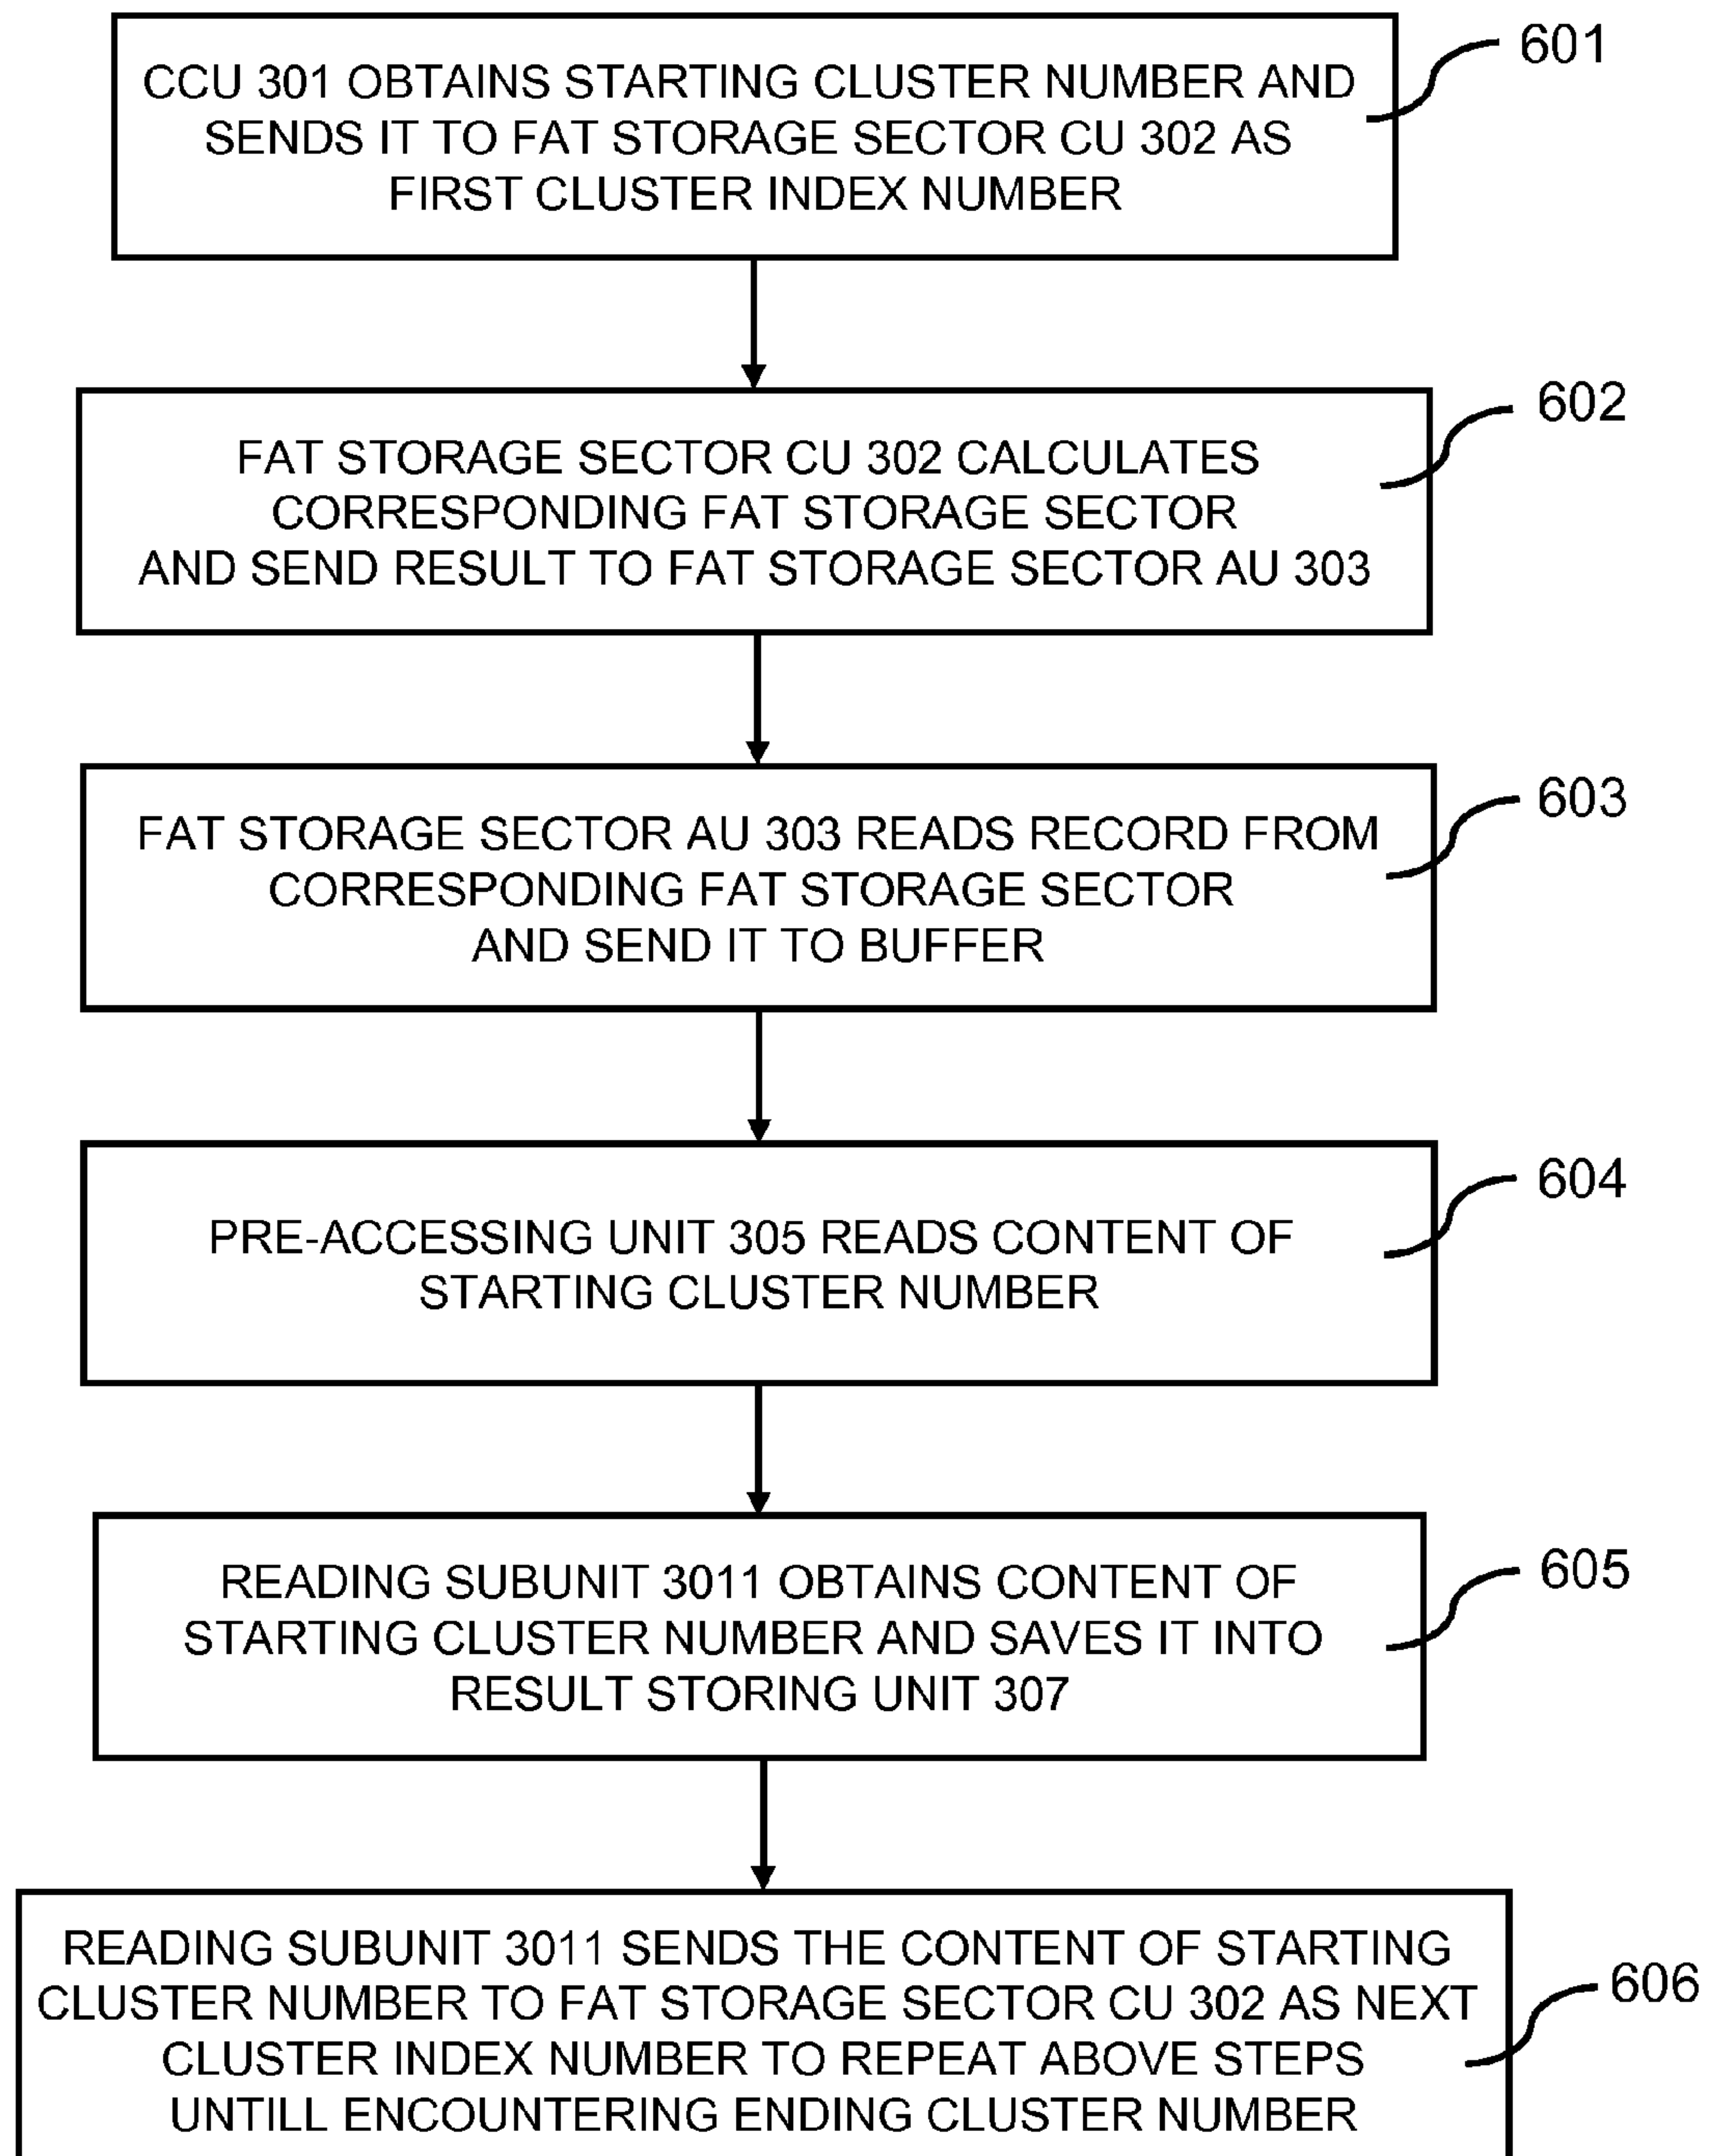 601
CCU 301 OBTAINS STARTING CLUSTER NUMBER AND
SENDS IT TO FAT STORAGE SECTOR CU 302 AS
FIRST CLUSTER INDEX NUMBER
602
FAT STORAGE SECTOR CU 302 CALCULATES
CORRESPONDING FAT STORAGE SECTOR
AND SEND RESULT TO FAT STORAGE SECTOR AU 303
603
FAT STORAGE SECTOR AU 303 READS RECORD FROM
CORRESPONDING FAT STORAGE SECTOR
AND SEND IT TO BUFFER
604
PRE-ACCESSING UNIT 305 READS CONTENT OF
STARTING CLUSTER NUMBER
605
READING SUBUNIT 3011 OBTAINS CONTENT OF
STARTING CLUSTER NUMBER AND SAVES IT INTO
RESULT STORING UNIT 307
606
READING SUBUNIT 3011 SENDS THE CONTENT OF STARTING
CLUSTER NUMBER TO FAT STORAGE SECTOR CU 302 AS NEXT
CLUSTER INDEX NUMBER TO REPEAT ABOVE STEPS
UNTILL ENCOUNTERING ENDING CLUSTER NUMBER